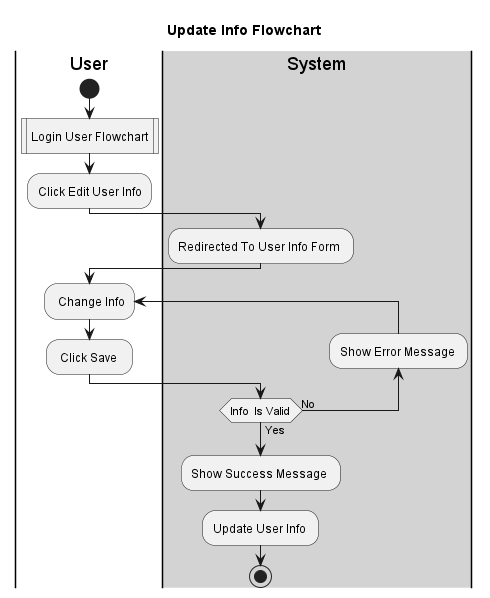 Update Info Flowchart
User
System
Login User Flowchart
Click Edit User Info
Redirected To User Info Form
Change Info
Click Save
Show Error Message
Info Is Valid
No
Yes
Show Success Message
Update User Info